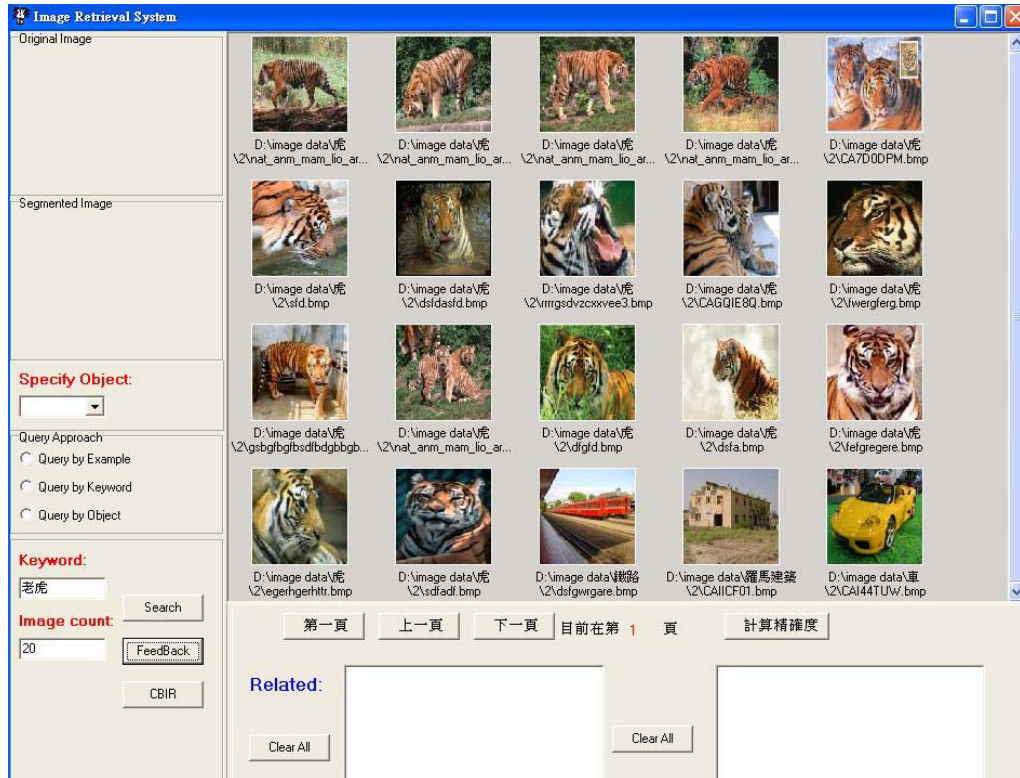 Image Retrieval System
Original Image
Segmented Image
Specify Object:
Query Approach
Query by Example
Query by Keyword
Query by Object
Keyword:
老虎
Search
Image count:
20
FeedBack
CBIR
D:\image data\虎
\2\nat_anm_mam_lio_ar...
D:\image data\虎
\2\nat_anm_mam_lio_ar...
D:\image data\虎
\2\nat_anm_mam_lio_ar...
D:\image data\虎
\2\nat_anm_mam_lio_ar...
D:\image data\虎
\2\CA7D0DPM.bmp
D:\image data\虎
\2\sfd.bmp
D:\image data\虎
\2\dsfdasfd.bmp
D:\image data\虎
\2\rrrrgsdvzcxxvee3.bmp
D:\image data\虎
\2\CAGQIE8Q.bmp
D:\image data\虎
\2\fwergferg.bmp
D:\image data\虎
\2\gsbgfbgfbsdfbdgbbgb...
D:\image data\虎
\2\nat_anm_mam_lio_ar...
D:\image data\虎
\2\dfgfd.bmp
D:\image data\虎
\2\dsfa.bmp
D:\image data\虎
\2\fefgregere.bmp
D:\image data\虎
\2\egerhgerhttr.bmp
D:\image data\虎
\2\sdfadf.bmp
D:\image data\鐵路
\2\dsfgwrgare.bmp
D:\image data\羅馬建築
\2\CAIICF01.bmp
D:\image data\車
\2\CAI44TUW.bmp
第一頁 上一頁 下一頁 目前在第 1 頁 計算精確度
Related:
Clear All
Clear All